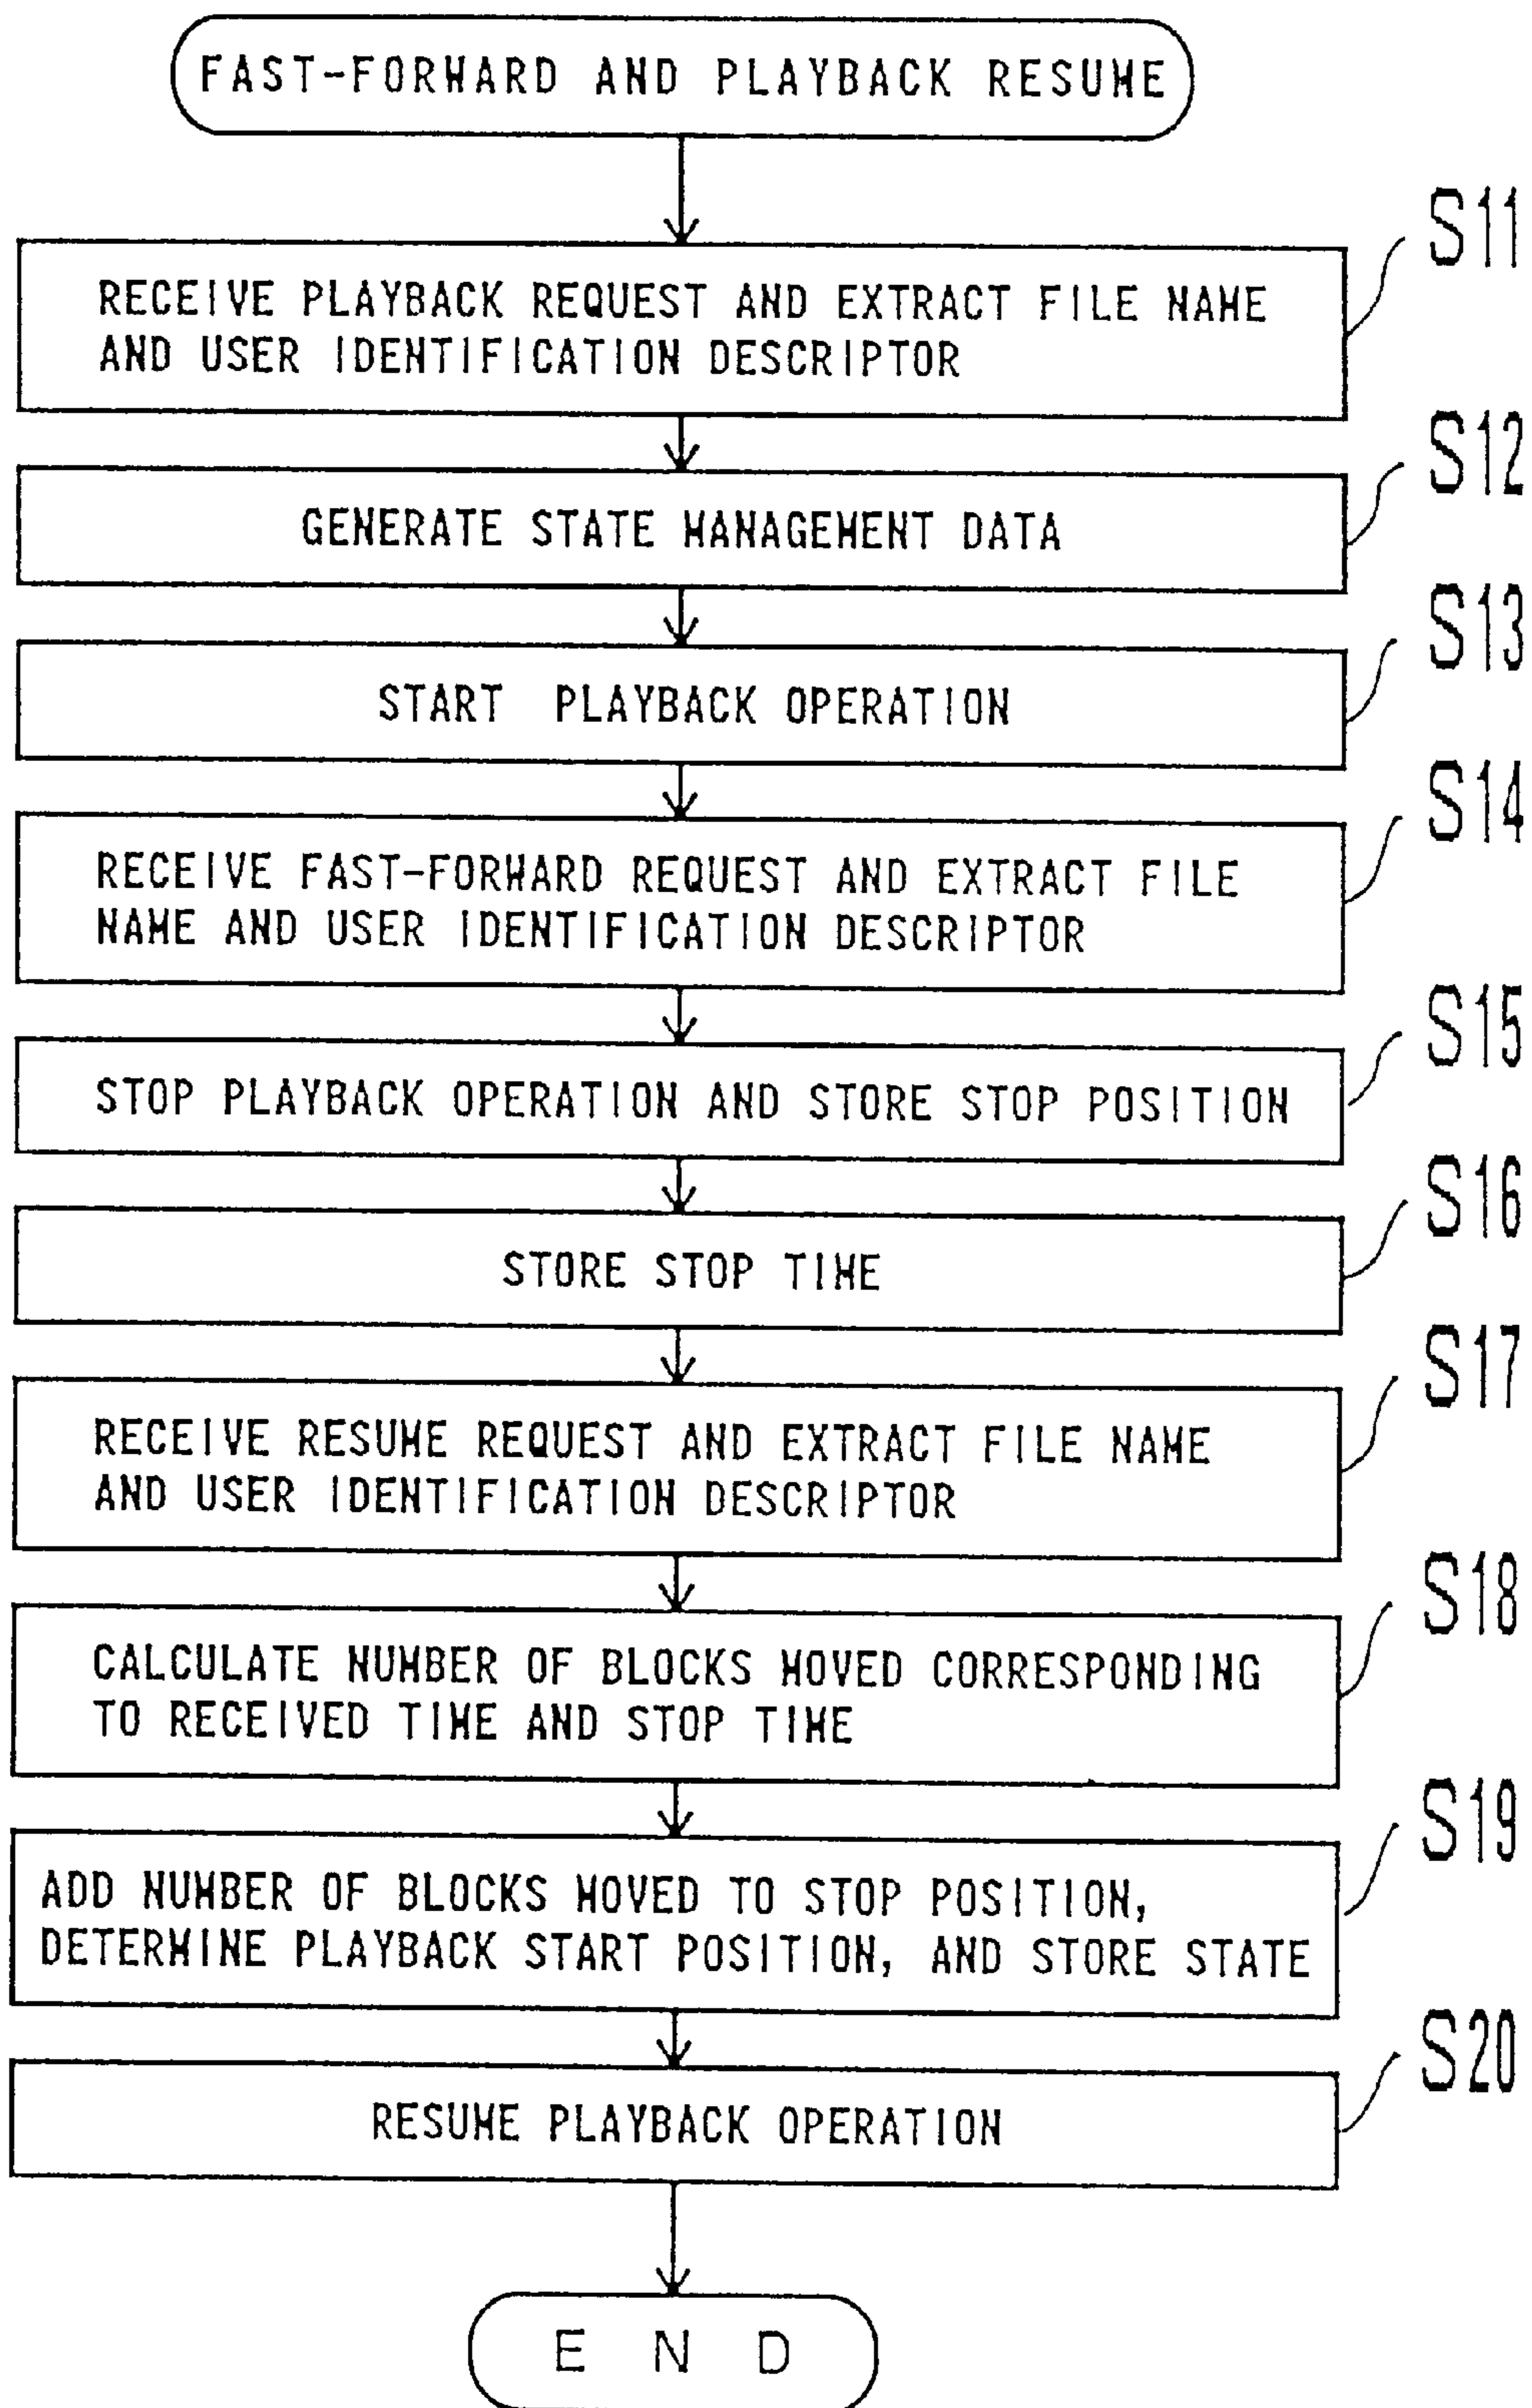 FAST-FORWARD AND PLAYBACK RESUME
S11
RECEIVE PLAYBACK REQUEST AND EXTRACT FILE NAME
AND USER IDENTIFICATION DESCRIPTOR
S12
GENERATE STATE MANAGEMENT DATA
S13
START PLAYBACK OPERATION
S14
RECEIVE FAST-FORWARD REQUEST AND EXTRACT FILE
NAME AND USER IDENTIFICATION DESCRIPTOR
S15
STOP PLAYBACK OPERATION AND STORE STOP POSITION
S16
STORE STOP TIME
S17
RECEIVE RESUME REQUEST AND EXTRACT FILE NAME
AND USER IDENTIFICATION DESCRIPTOR
S18
CALCULATE NUMBER OF BLOCKS MOVED CORRESPONDING
TO RECEIVED TIME AND STOP TIME
S19
ADD NUMBER OF BLOCKS MOVED TO STOP POSITION,
DETERMINE PLAYBACK START POSITION, AND STORE STATE
S20
RESUME PLAYBACK OPERATION
END